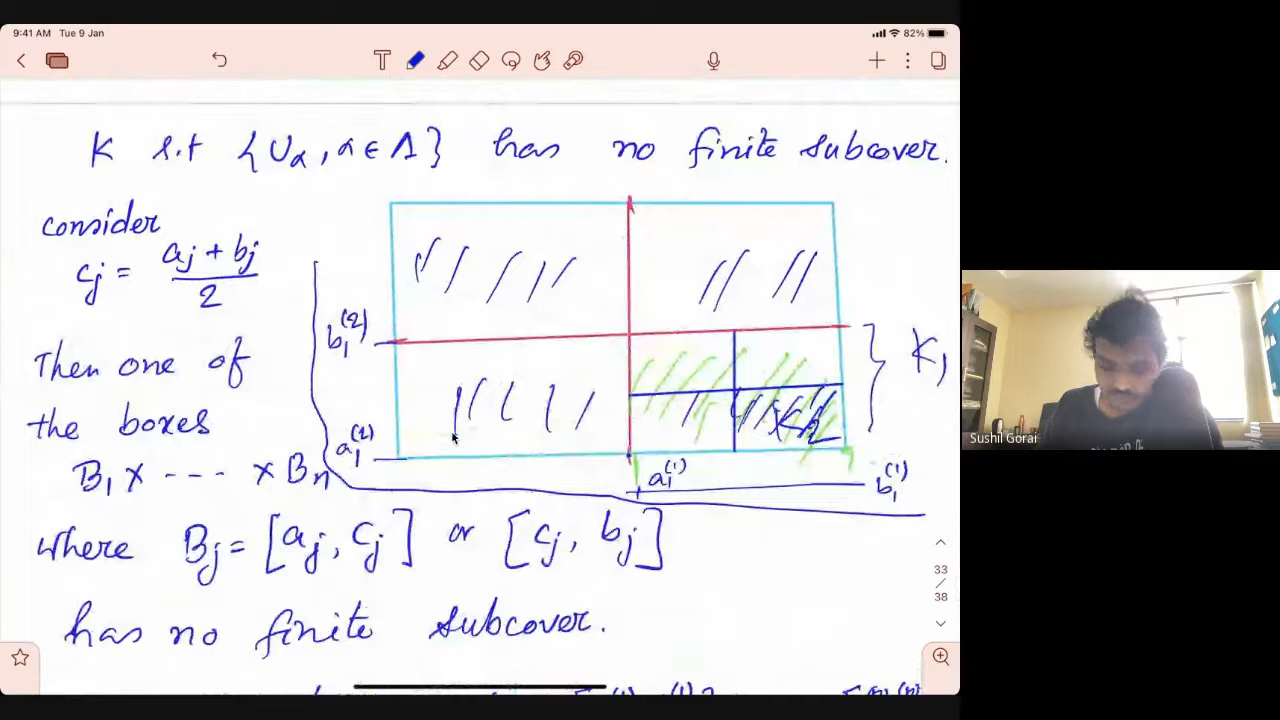 9:41 AM Tue 9 Jan
82%
T
K s.t {Uα, α ∈ Λ} has no finite subcover.
consider
cj = aj + bj / 2
Then one of
the boxes
B1 x ---- x Bn
where Bj = [aj, cj] or [cj, bj]
has no finite subcover.
b1^(2)
a1^(2)
a1^(1)
b1^(1)
K1
K2
Sushil Gorai
33
/
38